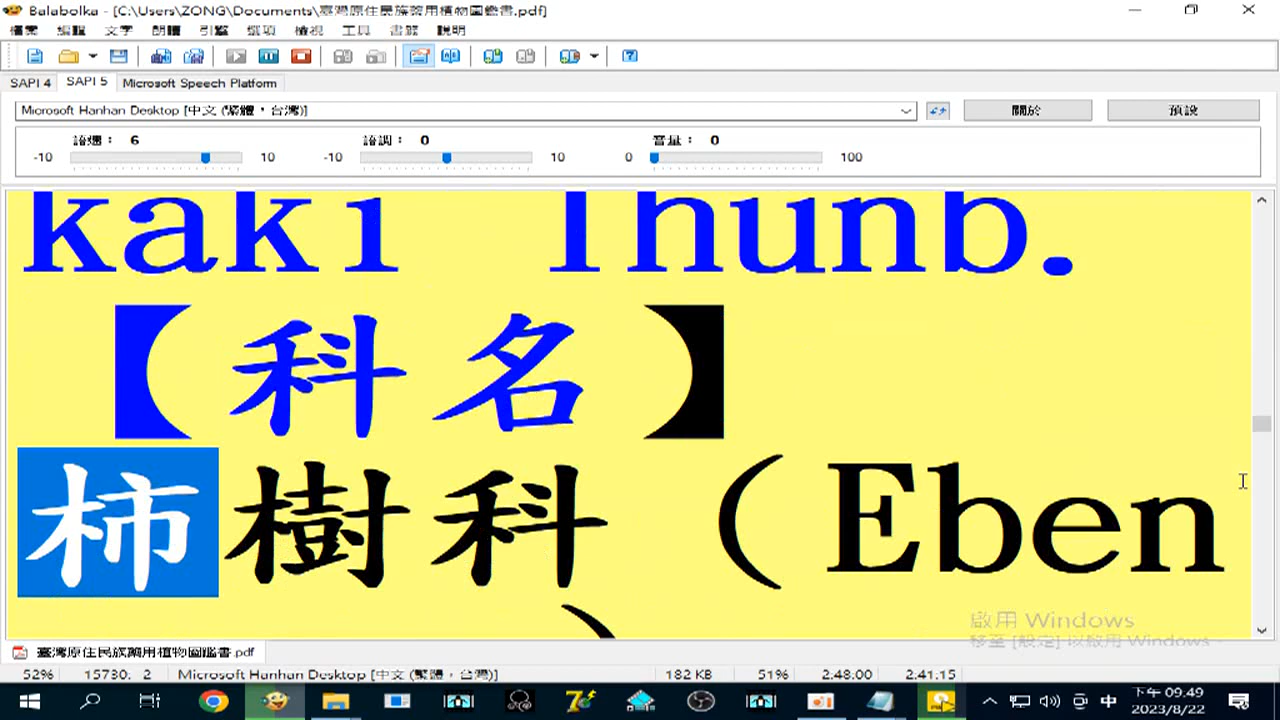 Balabolka - [C:\Users\ZONG\Documents\臺灣原住民族藥用植物圖鑑書.pdf]
檔案 編輯 文字 朗讀 引擎 選項 檢視 工具 書籤 說明
SAPI 4 SAPI 5 Microsoft Speech Platform
Microsoft Hanhan Desktop [中文 (繁體，台灣)] 關於 預設
語速： 6 語調： 0 音量： 0
-10 10 -10 10 0 100
kaki Thunb.
【科名】
柿樹科 （Eben
）
啟用 Windows
移至 [設定] 以啟用 Windows。
臺灣原住民族藥用植物圖鑑書.pdf
52% 15730: 2 Microsoft Hanhan Desktop [中文 (繁體，台灣)] 182 KB 51% 2.48.00 2.41.15
中 下午 09:49
2023/8/22